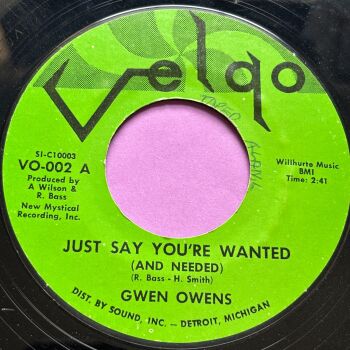 Velgo
SI-C10003
VO-002 A
Produced by
A Wilson &
R. Bass
New Mystical
Recording, Inc.
Willhurte Music
BMI
Time: 2:41
JUST SAY YOU'RE WANTED
(AND NEEDED)
(R. Bass - H. Smith)
GWEN OWENS
DIST. BY SOUND, INC. — DETROIT, MICHIGAN